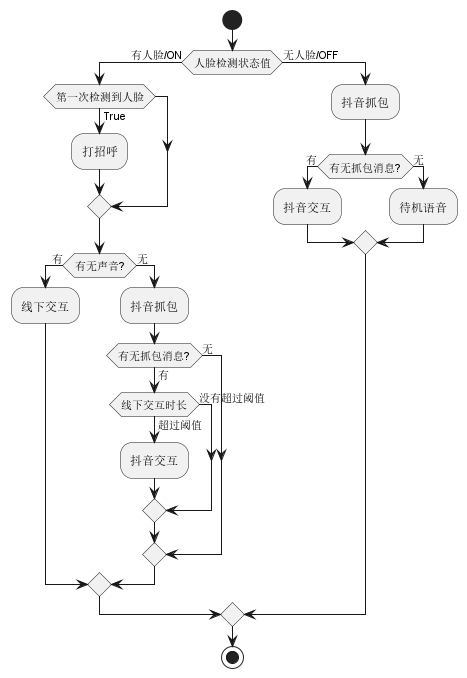 有人脸/ON
人脸检测状态值
无人脸/OFF
第一次检测到人脸
True
打招呼
抖音抓包
有无抓包消息?
有
无
抖音交互
待机语音
有无声音?
有
无
线下交互
抖音抓包
有无抓包消息?
无
有
线下交互时长
没有超过阈值
超过阈值
抖音交互